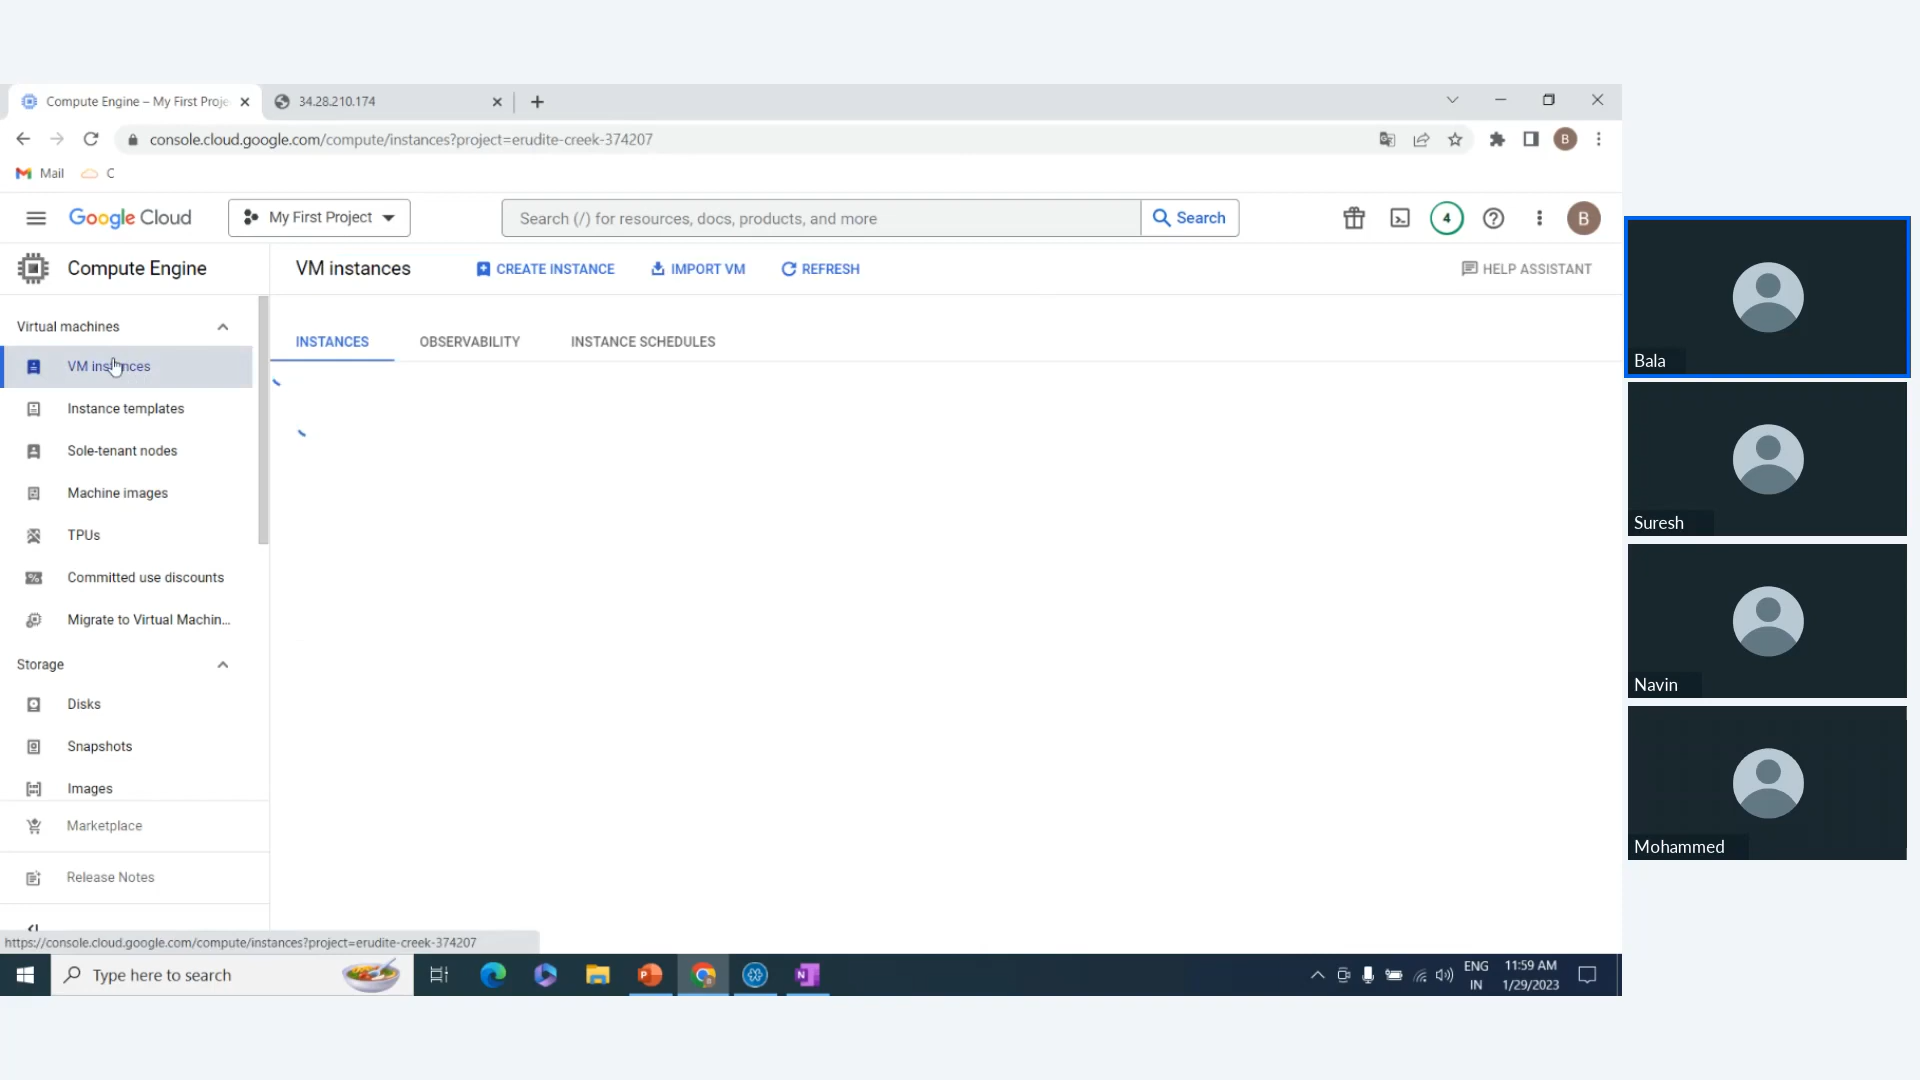 Compute Engine – My First Proje
34.28.210.174
console.cloud.google.com/compute/instances?project=erudite-creek-374207
B
Mail
C
Google Cloud
My First Project
Search (/) for resources, docs, products, and more
Search
4
B
Compute Engine
VM instances
CREATE INSTANCE
IMPORT VM
REFRESH
HELP ASSISTANT
Virtual machines
INSTANCES
OBSERVABILITY
INSTANCE SCHEDULES
VM instances
Instance templates
Sole-tenant nodes
Machine images
TPUs
Committed use discounts
Migrate to Virtual Machin...
Storage
Disks
Snapshots
Images
Marketplace
Release Notes
https://console.cloud.google.com/compute/instances?project=erudite-creek-374207
Type here to search
ENG
IN
11:59 AM
1/29/2023
Bala
Suresh
Navin
Mohammed